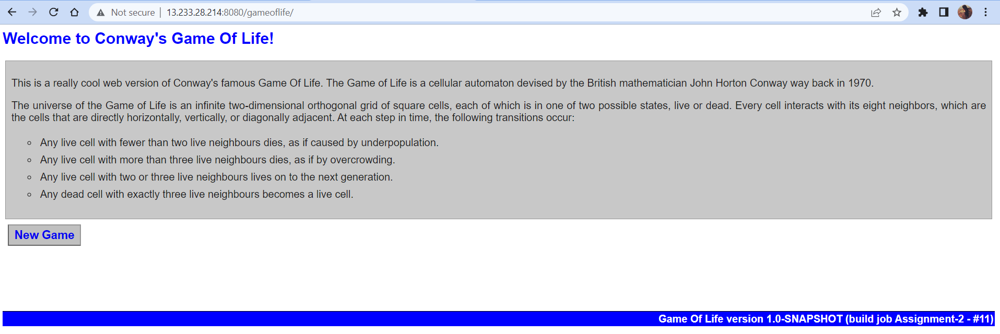 Not secure | 13.233.28.214:8080/gameoflife/
Welcome to Conway's Game Of Life!
This is a really cool web version of Conway's famous Game Of Life. The Game of Life is a cellular automaton devised by the British mathematician John Horton Conway way back in 1970.
The universe of the Game of Life is an infinite two-dimensional orthogonal grid of square cells, each of which is in one of two possible states, live or dead. Every cell interacts with its eight neighbors, which are
the cells that are directly horizontally, vertically, or diagonally adjacent. At each step in time, the following transitions occur:
Any live cell with fewer than two live neighbours dies, as if caused by underpopulation.
Any live cell with more than three live neighbours dies, as if by overcrowding.
Any live cell with two or three live neighbours lives on to the next generation.
Any dead cell with exactly three live neighbours becomes a live cell.
New Game
Game Of Life version 1.0-SNAPSHOT (build job Assignment-2 - #11)